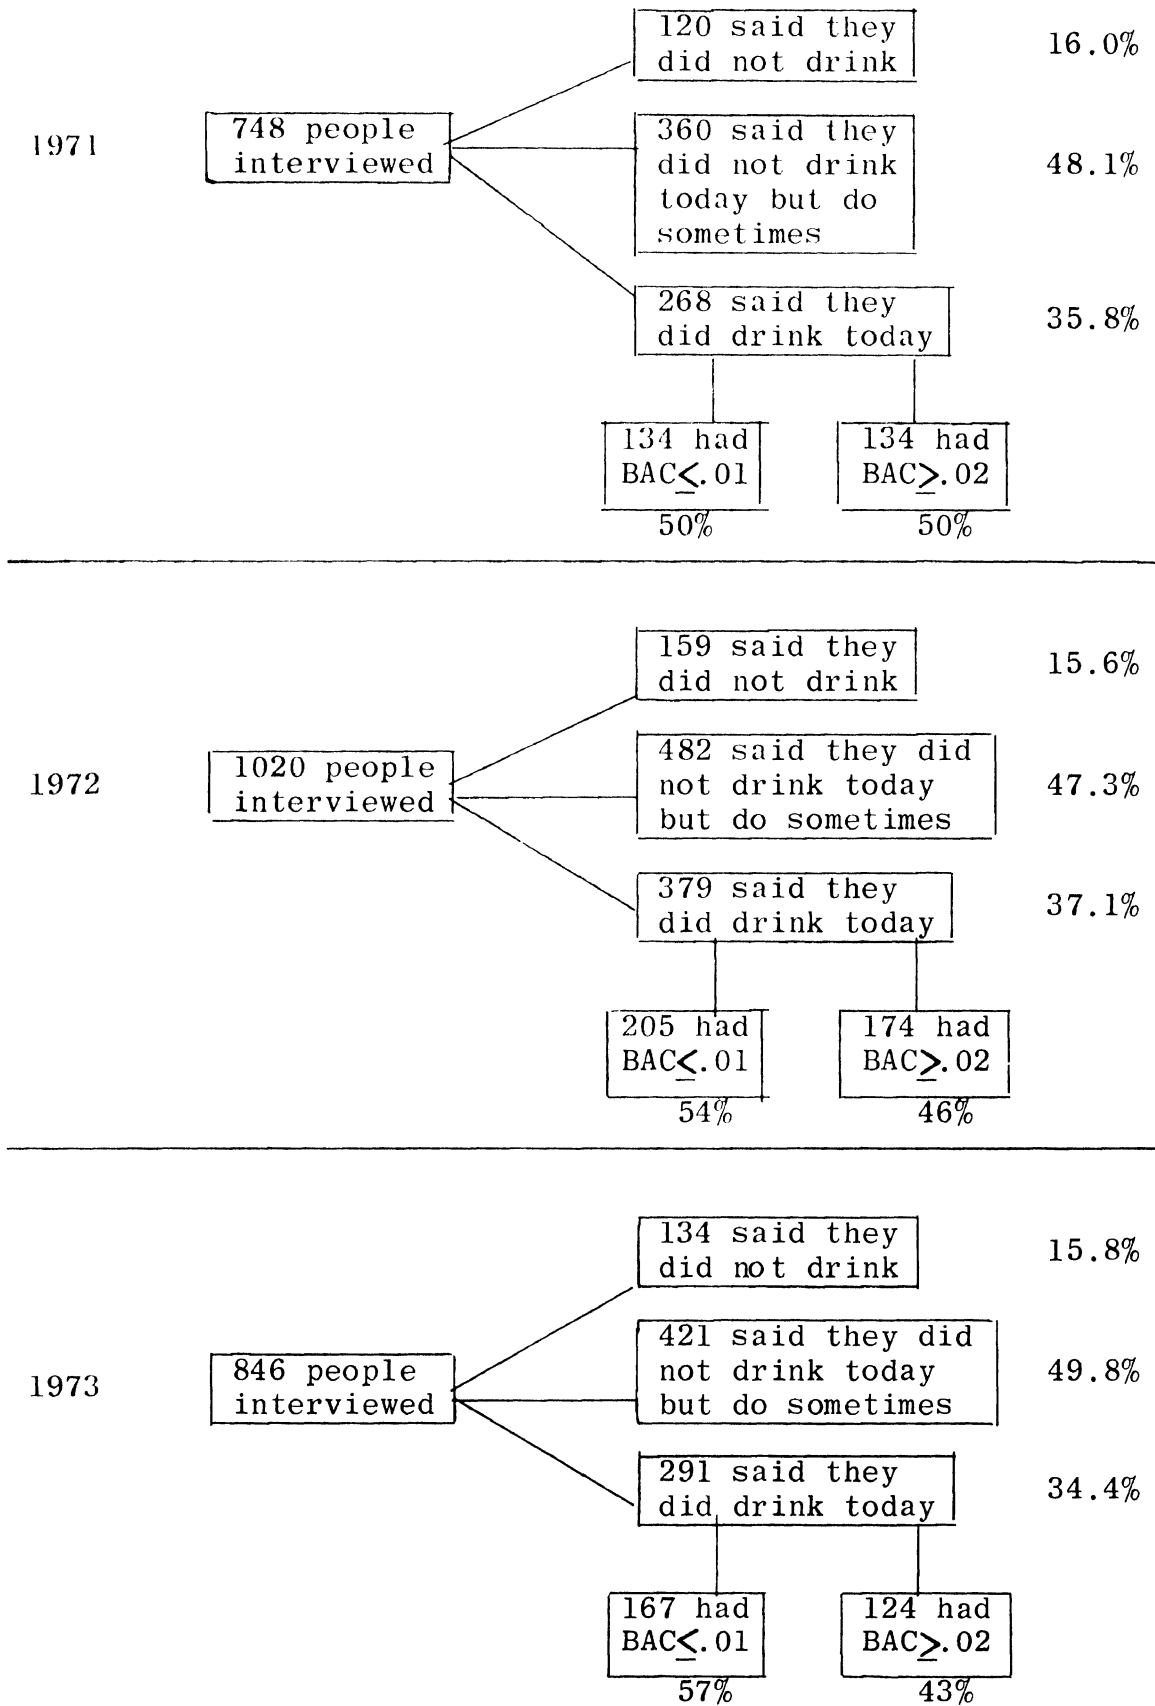 120 said they
did not drink
16.0%
1971
748 people
interviewed
360 said they
did not drink
today but do
sometimes
48.1%
268 said they
did drink today
35.8%
134 had
BAC≤.01
50%
134 had
BAC≥.02
50%
159 said they
did not drink
15.6%
1972
1020 people
interviewed
482 said they did
not drink today
but do sometimes
47.3%
379 said they
did drink today
37.1%
205 had
BAC≤.01
54%
174 had
BAC≥.02
46%
134 said they
did not drink
15.8%
1973
846 people
interviewed
421 said they did
not drink today
but do sometimes
49.8%
291 said they
did drink today
34.4%
167 had
BAC≤.01
57%
124 had
BAC≥.02
43%